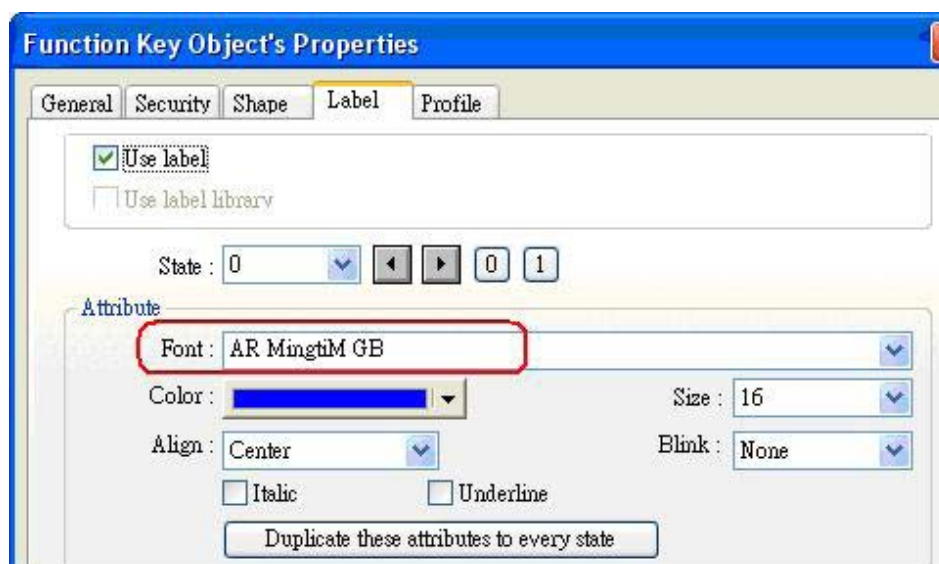 Function Key Object's Properties
General Security Shape Label Profile
Use label
Use label library
State : 0 0 1
Attribute
Font : AR MingtiM GB
Color : Size : 16
Align : Center Blink : None
Italic Underline
Duplicate these attributes to every state